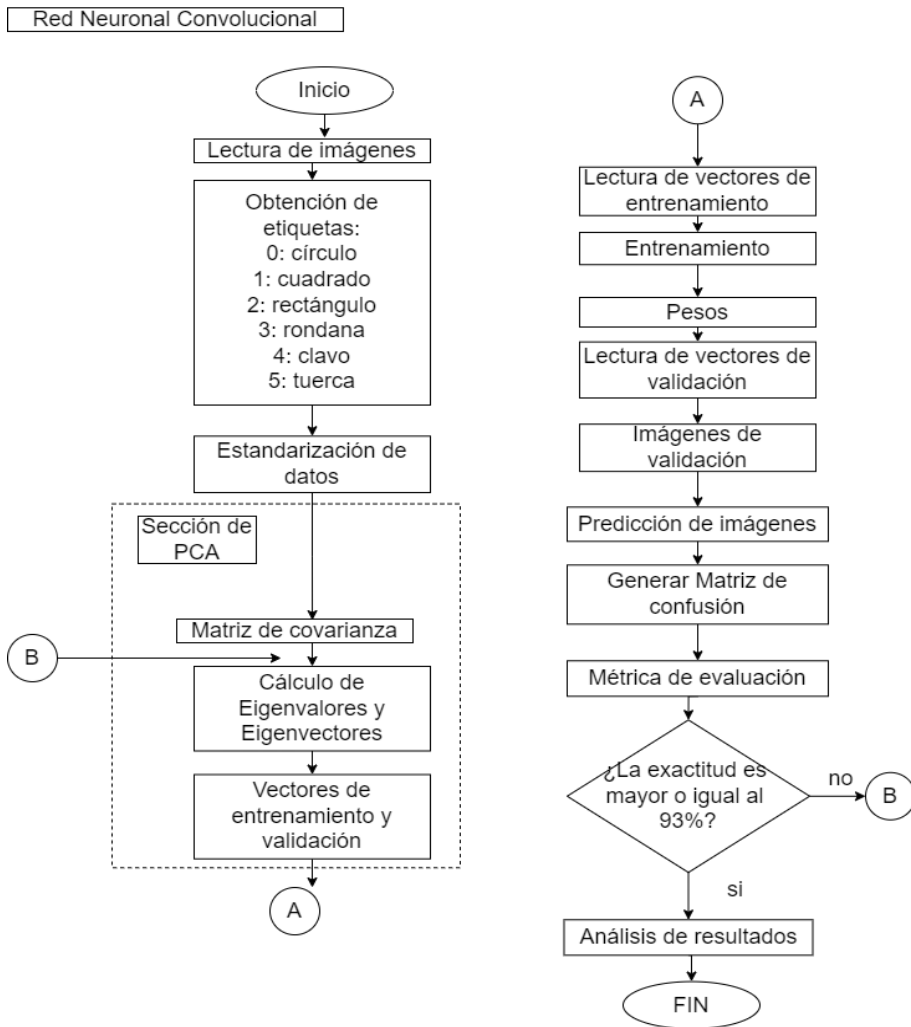 Red Neuronal Convolucional
Inicio
Lectura de imágenes
Obtención de
etiquetas:
0: círculo
1: cuadrado
2: rectángulo
3: rondana
4: clavo
5: tuerca
Estandarización de
datos
Sección de
PCA
Matriz de covarianza
B
Cálculo de
Eigenvalores y
Eigenvectores
Vectores de
entrenamiento y
validación
A
A
Lectura de vectores de
entrenamiento
Entrenamiento
Pesos
Lectura de vectores de
validación
Imágenes de
validación
Predicción de imágenes
Generar Matriz de
confusión
Métrica de evaluación
¿La exactitud es
mayor o igual al
93%?
no
B
si
Análisis de resultados
FIN